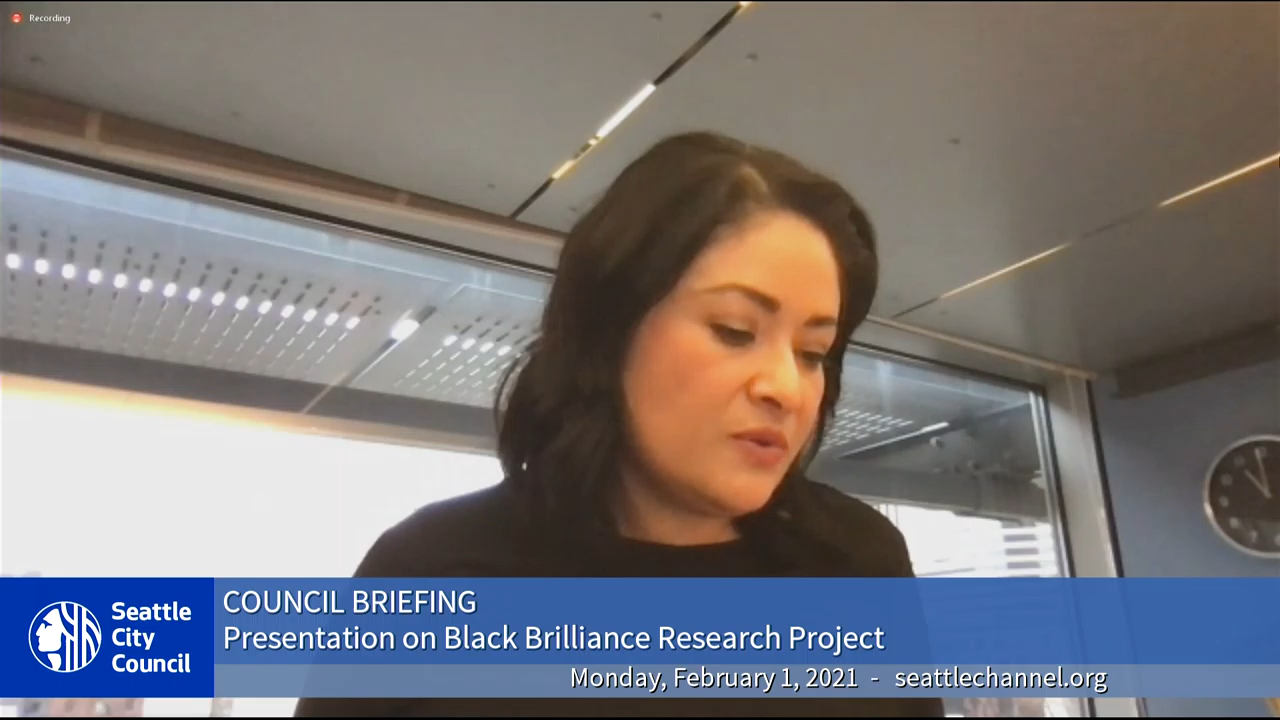 Recording
COUNCIL BRIEFING
Presentation on Black Brilliance Research Project
Seattle
City
Council
Monday, February 1, 2021 - seattlechannel.org